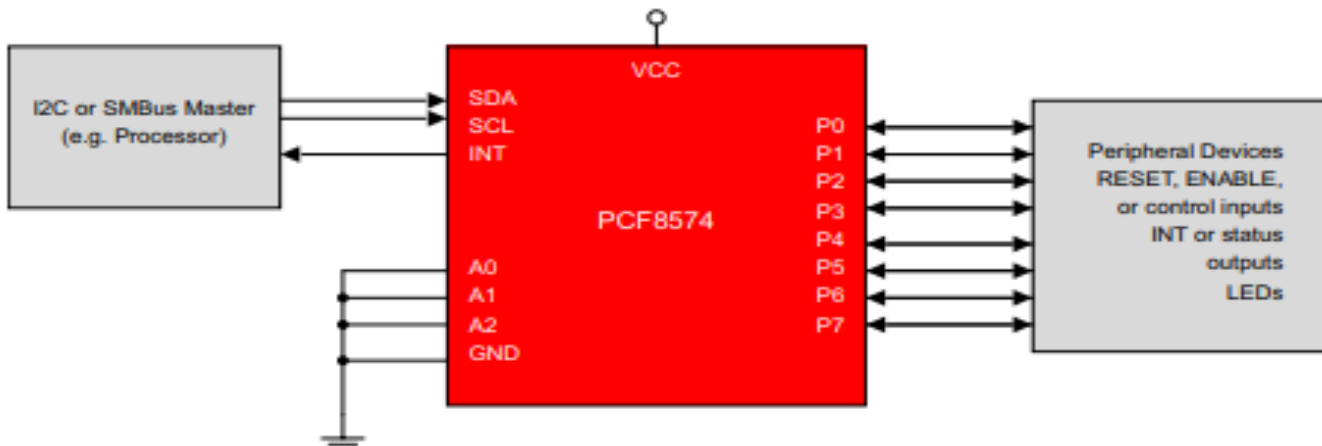 I2C or SMBus Master
(e.g. Processor)
VCC
SDA
SCL
INT
PCF8574
A0
A1
A2
GND
P0
P1
P2
P3
P4
P5
P6
P7
Peripheral Devices
RESET, ENABLE,
or control inputs
INT or status
outputs
LEDs